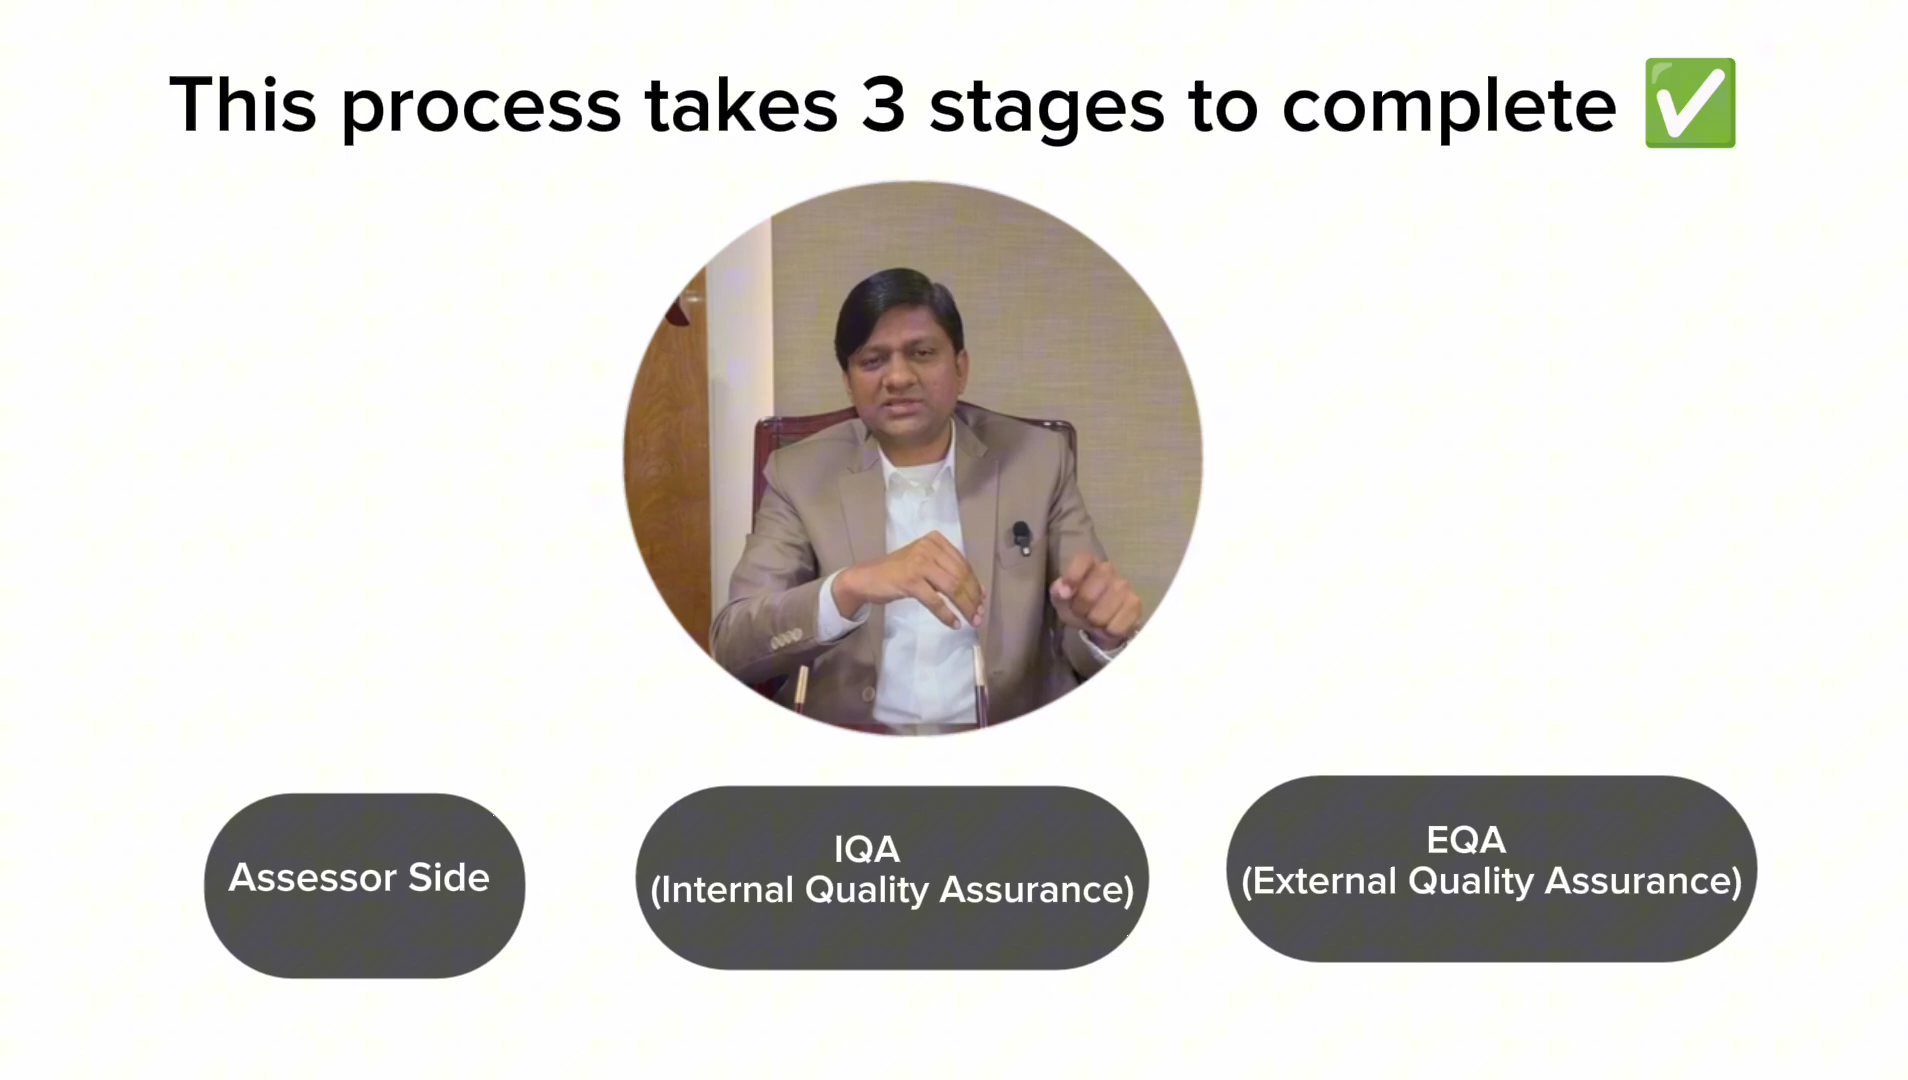 This process takes 3 stages to complete ✅
Assessor Side
IQA
(Internal Quality Assurance)
EQA
(External Quality Assurance)